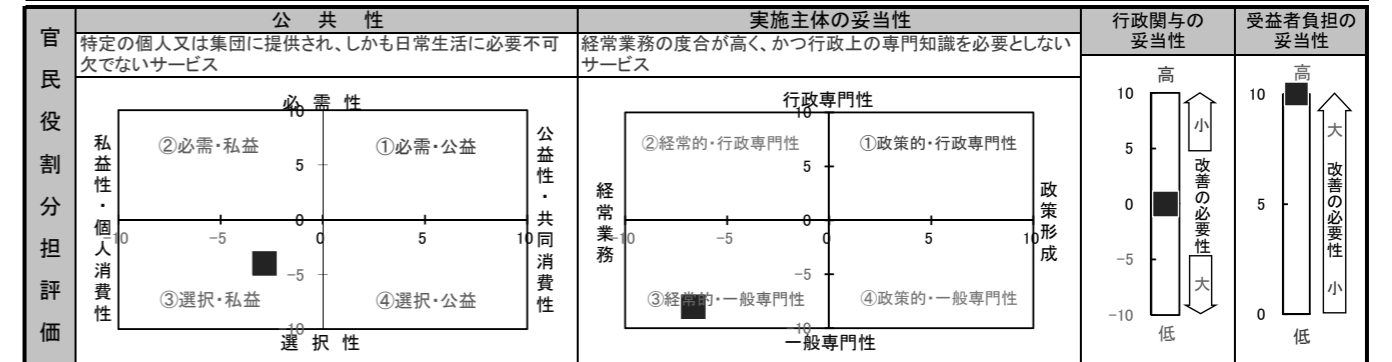 官民役割分担評価
公共性
特定の個人又は集団に提供され、しかも日常生活に必要不可
欠でないサービス
必需性
10
②必需・私益
①必需・公益
5
私益性・個人消費性
公益性・共同消費性
0
-10
-5
0
5
10
-5
③選択・私益
④選択・公益
-10
選択性
実施主体の妥当性
経常業務の度合が高く、かつ行政上の専門知識を必要としない
サービス
行政専門性
10
②経常的・行政専門性
①政策的・行政専門性
5
経常業務
政策形成
0
-10
-5
0
5
10
-5
③経常的・一般専門性
④政策的・一般専門性
-10
一般専門性
行政関与の
妥当性
高
10
5
0
-5
-10
低
小
改善の必要性
大
受益者負担の
妥当性
高
10
5
0
低
大
改善の必要性
小